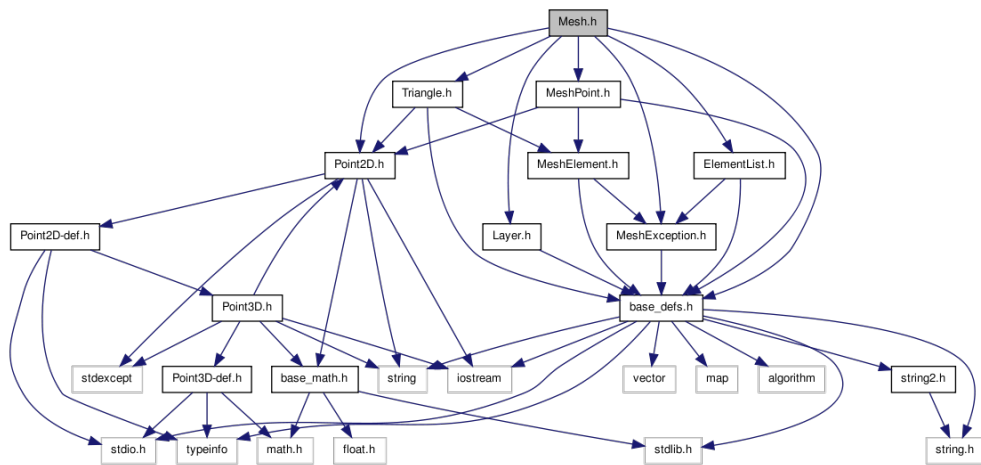 Mesh.h
Triangle.h
MeshPoint.h
Point2D.h
MeshElement.h
ElementList.h
Point2D-def.h
Layer.h
MeshException.h
Point3D.h
base_defs.h
stdexcept
Point3D-def.h
base_math.h
string
iostream
vector
map
algorithm
string2.h
stdio.h
typeinfo
math.h
float.h
stdlib.h
string.h